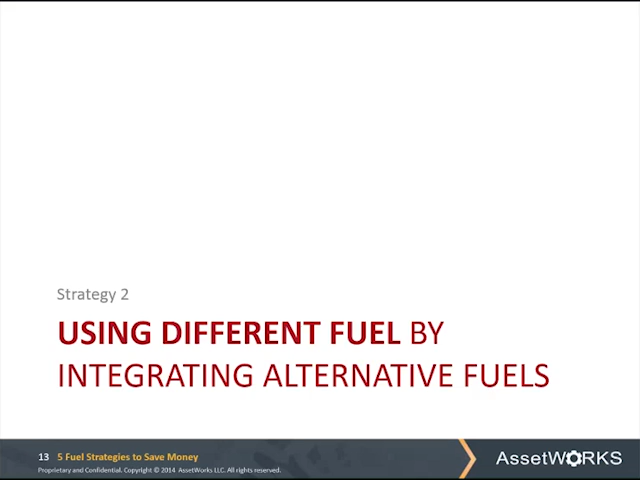 Strategy 2
USING DIFFERENT FUEL BY
INTEGRATING ALTERNATIVE FUELS
13 5 Fuel Strategies to Save Money
Proprietary and Confidential. Copyright © 2014 AssetWorks LLC. All rights reserved.
AssetWORKS